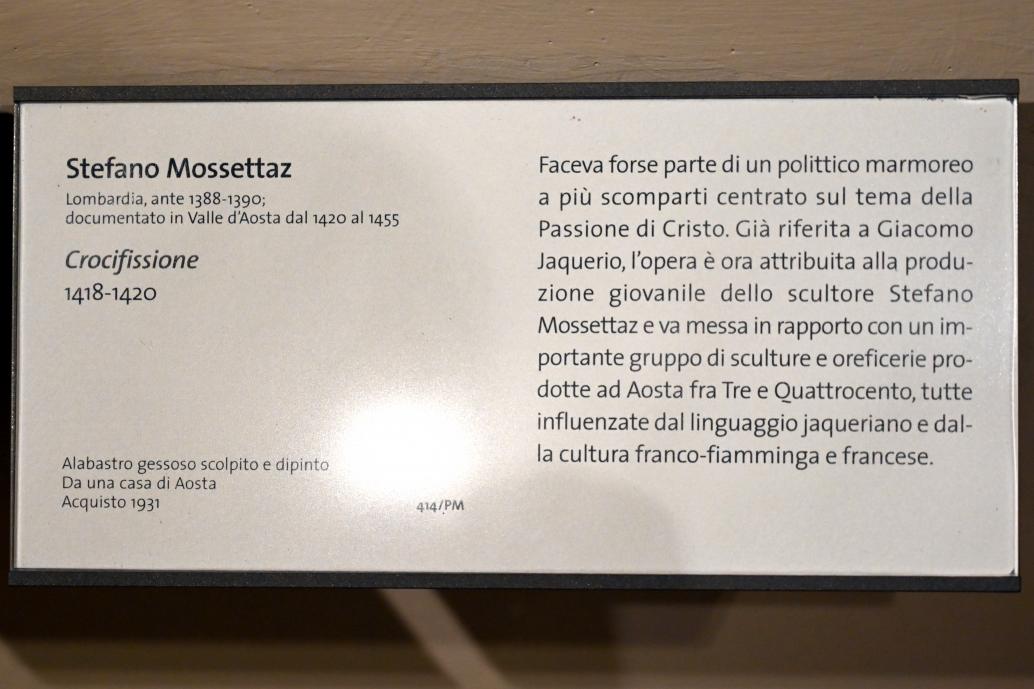 Stefano Mossettaz
Lombardia, ante 1388-1390;
documentato in Valle d'Aosta dal 1420 al 1455
Crocifissione
1418-1420
Alabastro gessoso scolpito e dipinto
Da una casa di Aosta
Acquisto 1931
414/PM
Faceva forse parte di un polittico marmoreo
a più scomparti centrato sul tema della
Passione di Cristo. Già riferita a Giacomo
Jaquerio, l'opera è ora attribuita alla produ-
zione giovanile dello scultore Stefano
Mossettaz e va messa in rapporto con un im-
portante gruppo di sculture e oreficerie pro-
dotte ad Aosta fra Tre e Quattrocento, tutte
influenzate dal linguaggio jaqueriano e dal-
la cultura franco-fiamminga e francese.